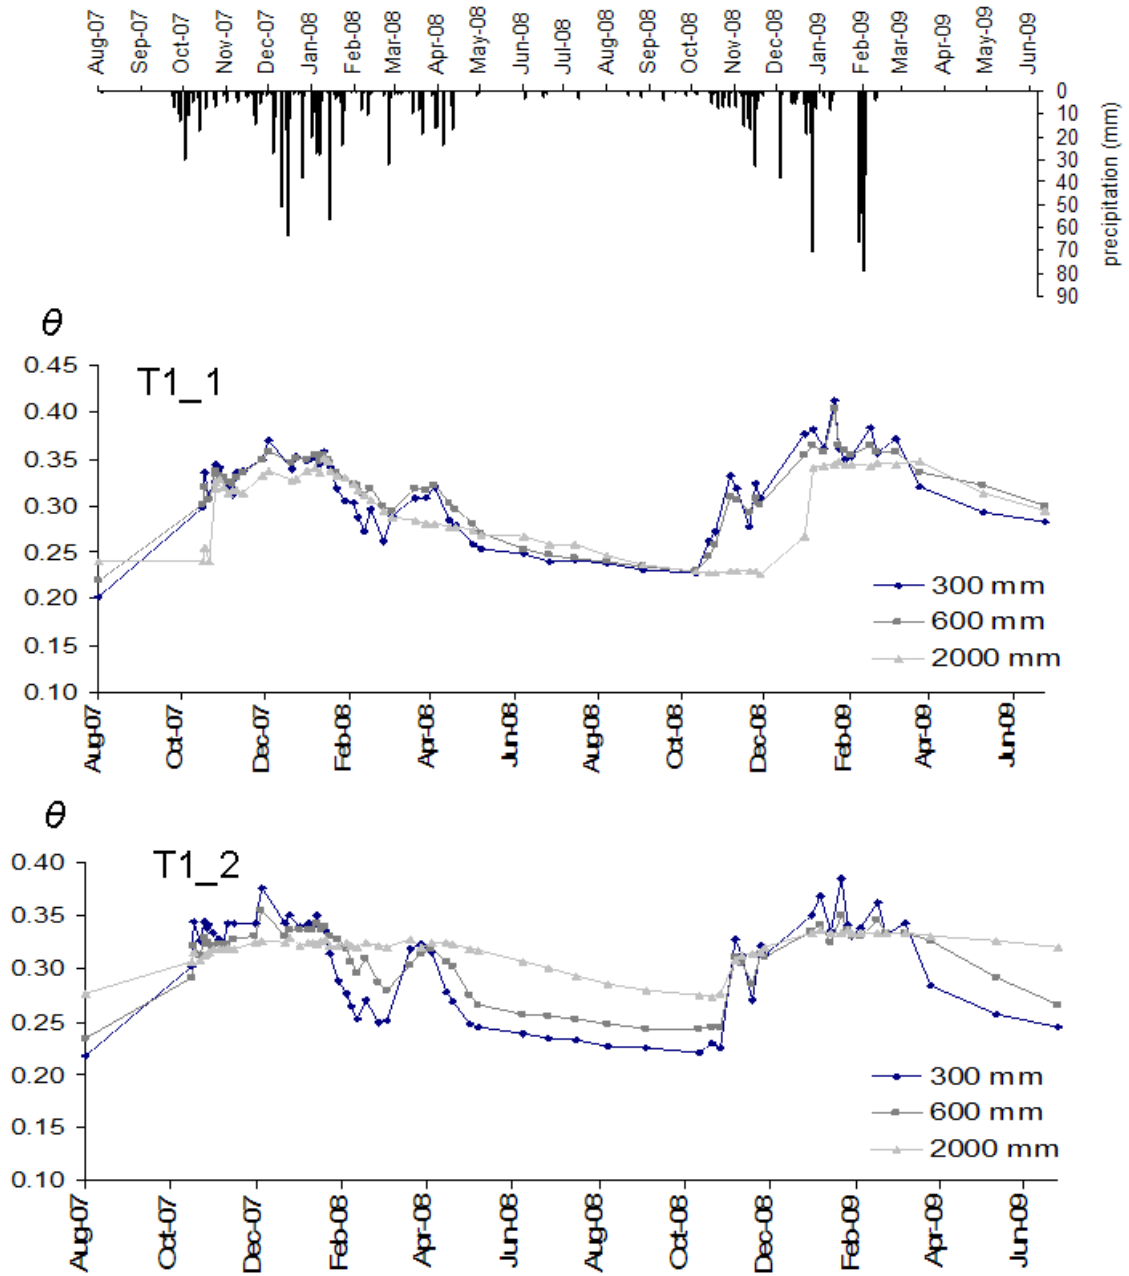 Aug-07 Sep-07 Oct-07 Nov-07 Dec-07 Jan-08 Feb-08 Mar-08 Apr-08 May-08 Jun-08 Jul-08 Aug-08 Sep-08 Oct-08 Nov-08 Dec-08 Jan-09 Feb-09 Mar-09 Apr-09 May-09 Jun-09
0
10
20
30
40
50
60
70
80
90
precipitation (mm)
θ
T1_1
0.45
0.40
0.35
0.30
0.25
0.20
0.15
0.10
300 mm
600 mm
2000 mm
Aug-07 Oct-07 Dec-07 Feb-08 Apr-08 Jun-08 Aug-08 Oct-08 Dec-08 Feb-09 Apr-09 Jun-09
θ
T1_2
0.40
0.35
0.30
0.25
0.20
0.15
0.10
300 mm
600 mm
2000 mm
Aug-07 Oct-07 Dec-07 Feb-08 Apr-08 Jun-08 Aug-08 Oct-08 Dec-08 Feb-09 Apr-09 Jun-09